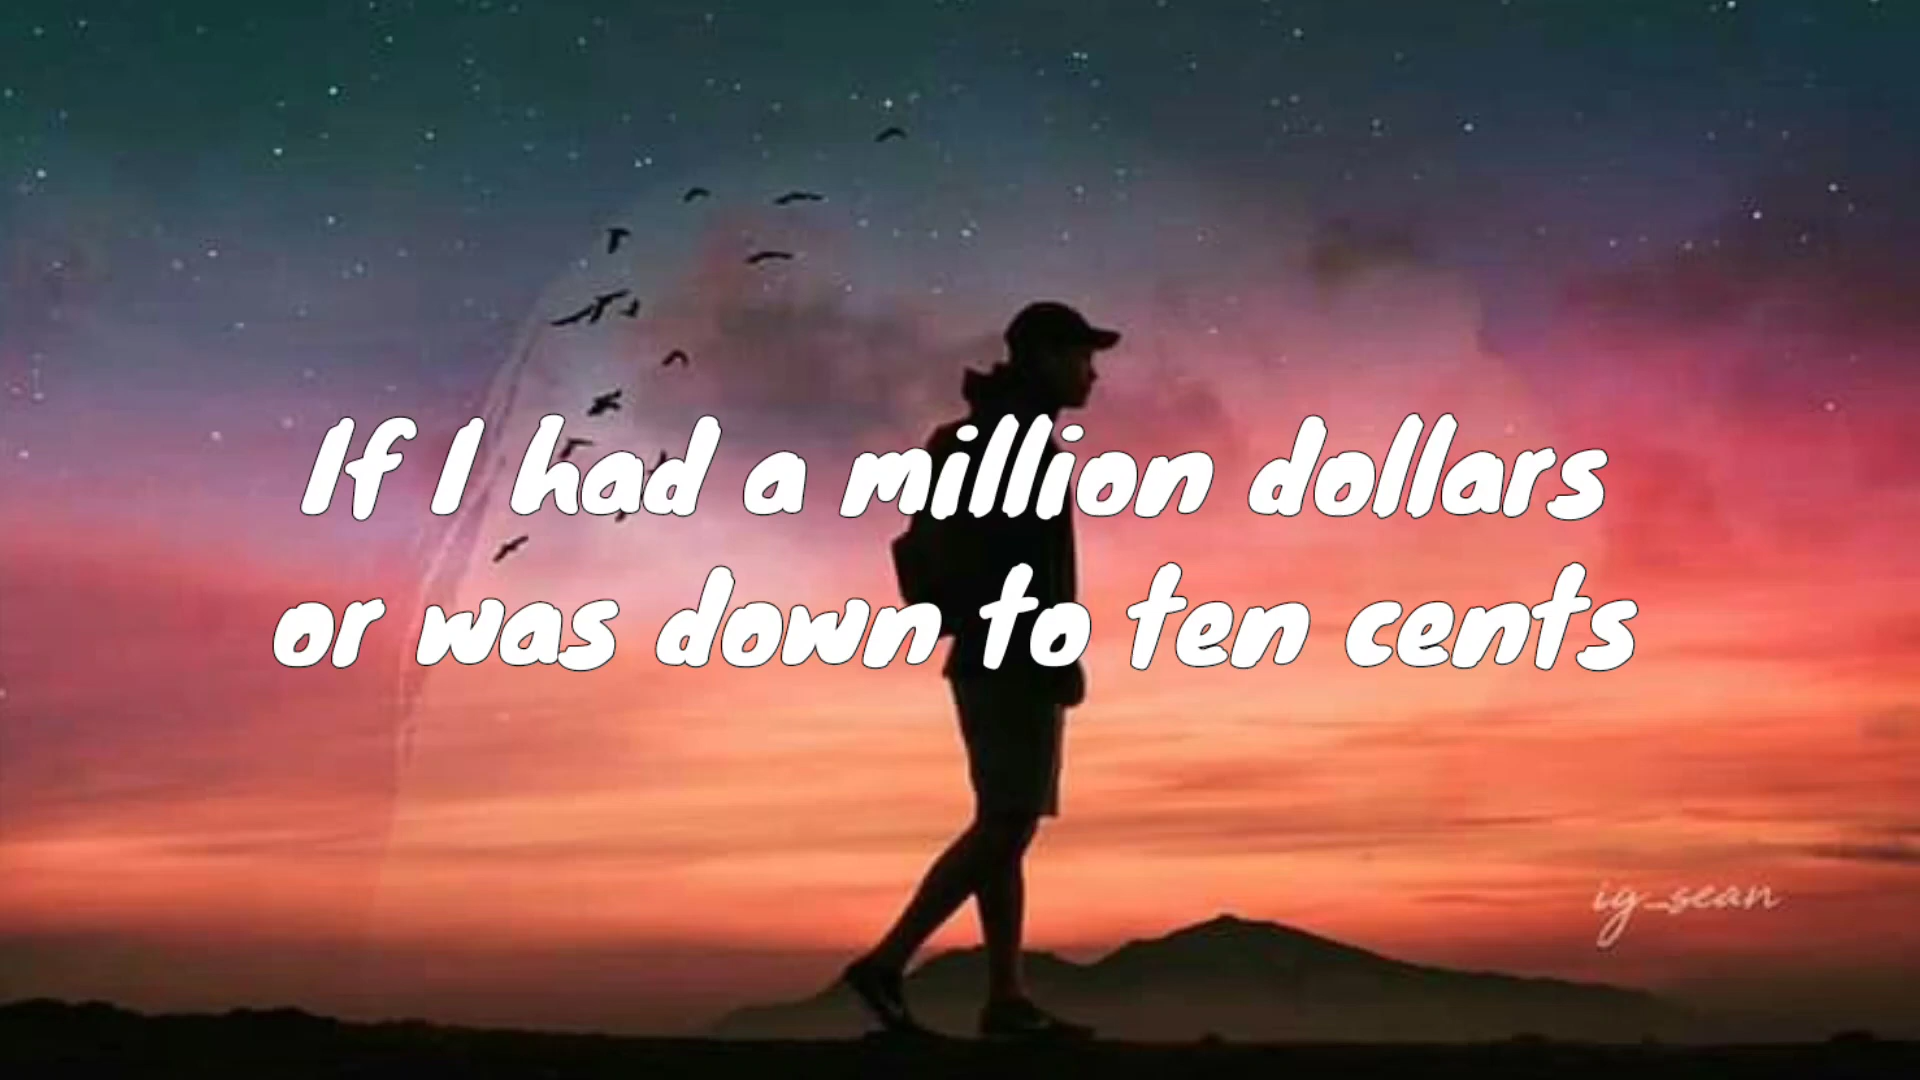 If I had a million dollars
or was down to ten cents
ig_sean